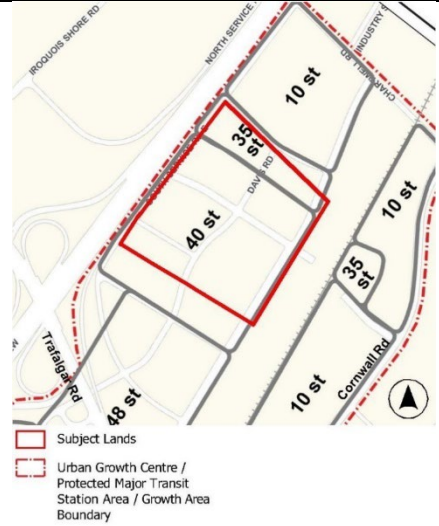 IROQUOIS SHORE RD
NORTH SERVICE
INDUSTRY S
CHARTWELL RD
10 st
35 st
DAVIS RD
40 st
10 st
35 st
Trafalgar Rd
48 st
10 st
Cornwall Rd
Subject Lands
Urban Growth Centre /
Protected Major Transit
Station Area / Growth Area
Boundary